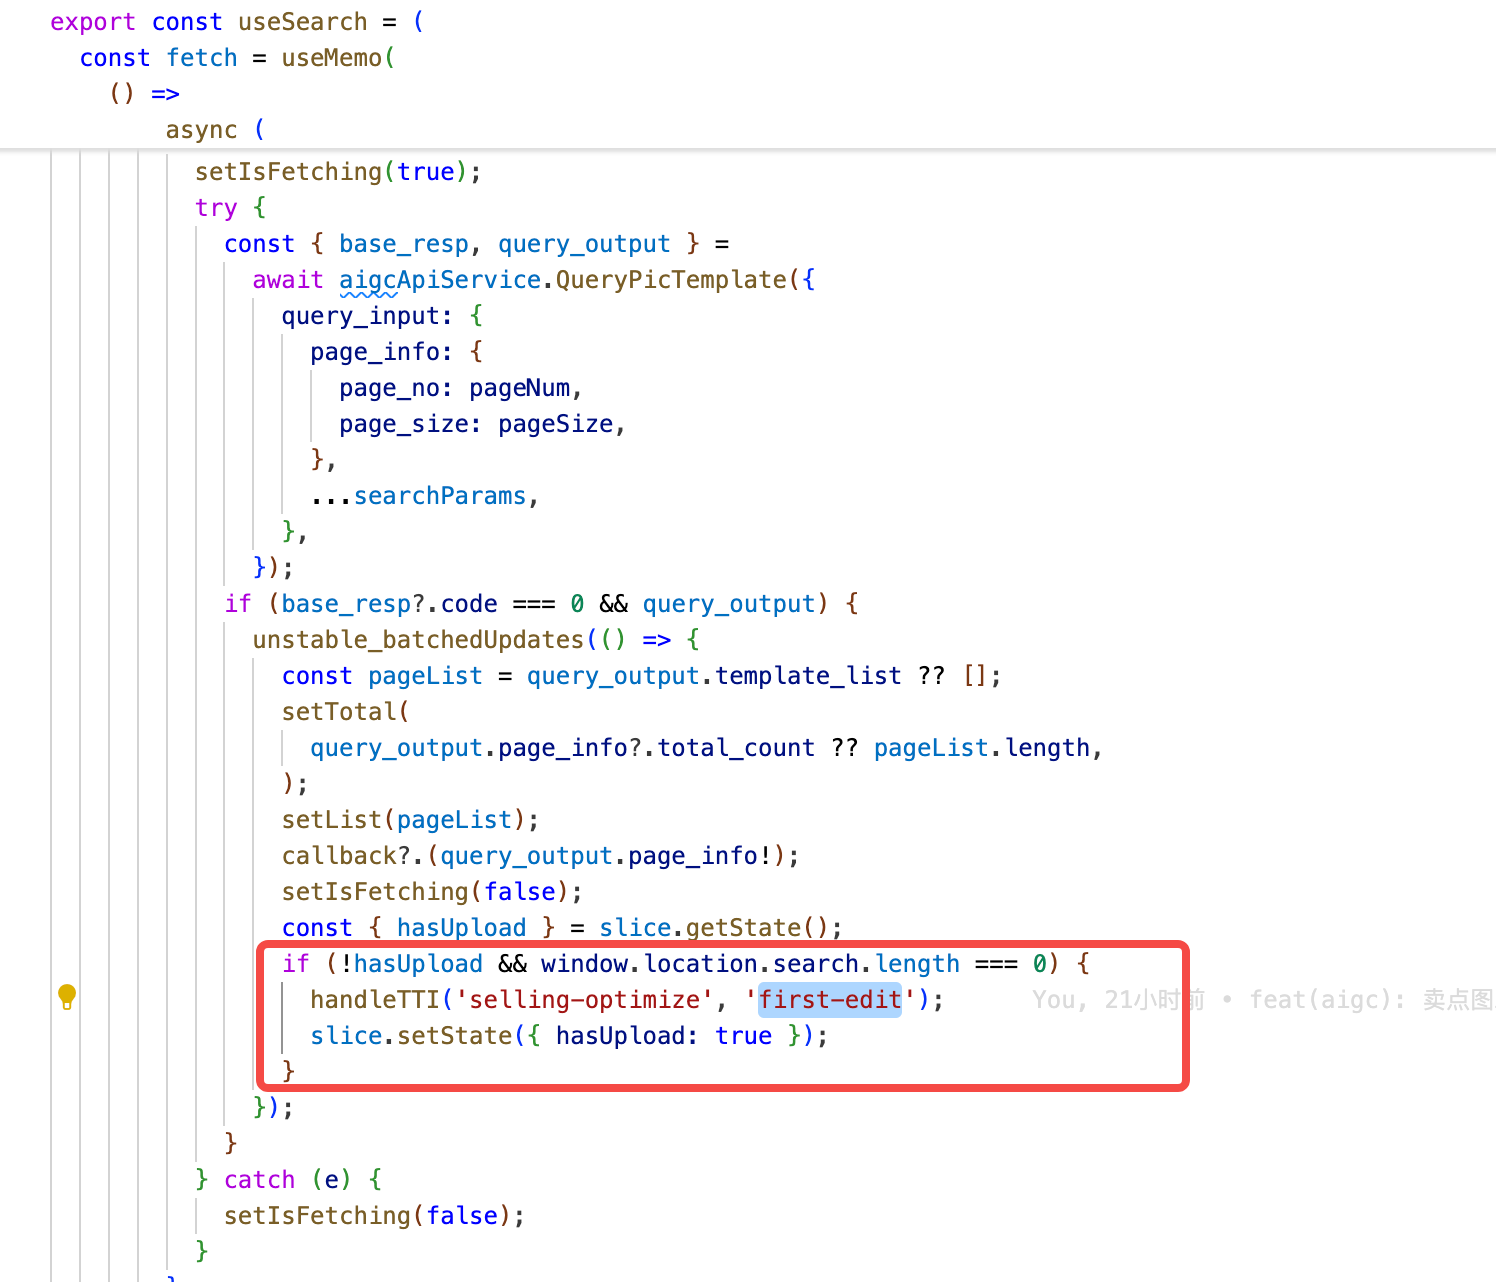 export const useSearch = (
const fetch = useMemo(
() =>
async (
setIsFetching(true);
try {
const { base_resp, query_output } =
await aigcApiService.QueryPicTemplate({
query_input: {
page_info: {
page_no: pageNum,
page_size: pageSize,
},
...searchParams,
},
});
if (base_resp?.code === 0 && query_output) {
unstable_batchedUpdates(() => {
const pageList = query_output.template_list ?? [];
setTotal(
query_output.page_info?.total_count ?? pageList.length,
);
setList(pageList);
callback?.(query_output.page_info!);
setIsFetching(false);
const { hasUpload } = slice.getState();
if (!hasUpload && window.location.search.length === 0) {
handleTTI('selling-optimize', 'first-edit'); You, 21小时前 • feat(aigc): 卖点图
slice.setState({ hasUpload: true });
}
});
}
} catch (e) {
setIsFetching(false);
}